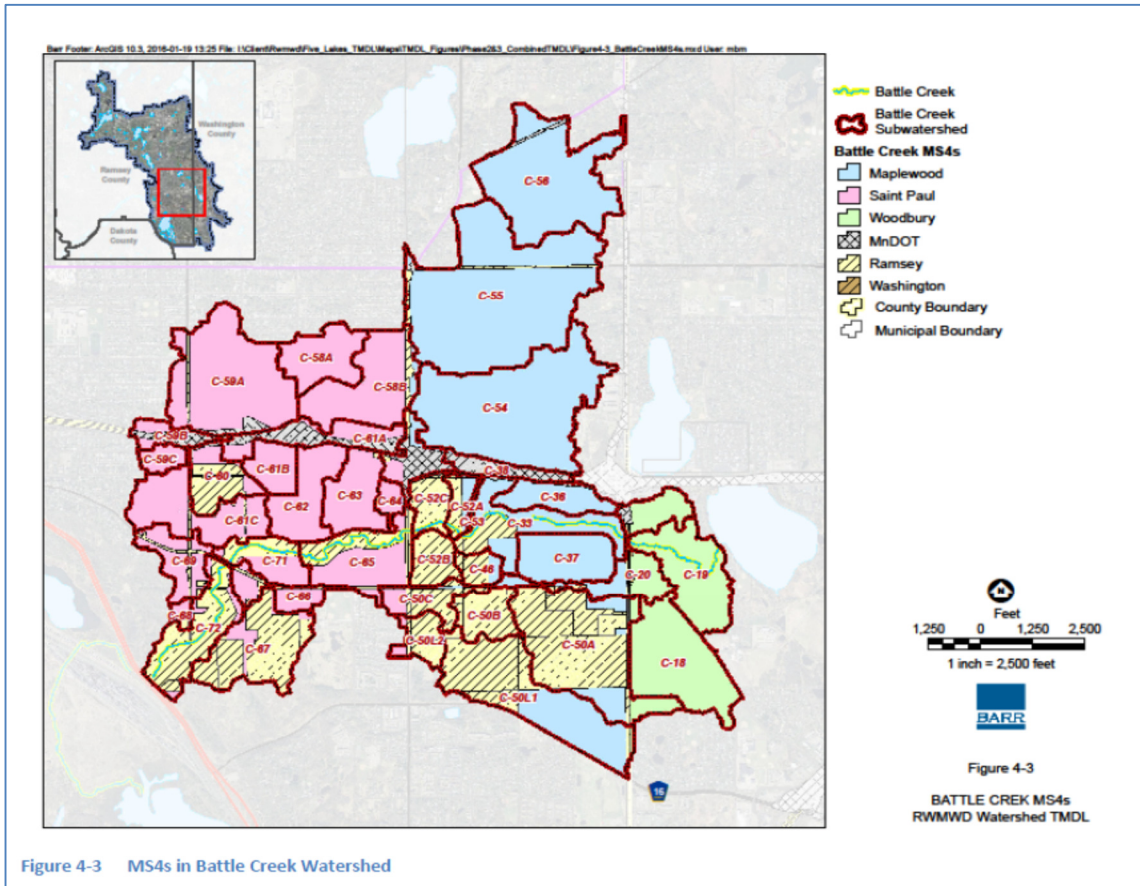 Barr Footer: ArcGIS 10.3, 2016-01-19 13:25 File: I:\Client\Rwmwd\Five_Lakes_TMDL\Maps\TMDL_Figures\Phase2&3_CombinedTMDL\Figure4-3_BattleCreekMS4s.mxd User: mbm
Washington
County
Ramsey
County
Dakota
County
Battle Creek
Battle Creek
Subwatershed
Battle Creek MS4s
Maplewood
Saint Paul
Woodbury
MnDOT
Ramsey
Washington
County Boundary
Municipal Boundary
C-56
C-55
C-58A
C-59A
C-58B
C-54
C-59B
C-61A
C-59C
C-38
C-60
C-61B
C-63
C-64
C-52C
C-52A
C-36
C-62
C-61C
C-53
C-33
C-69
C-71
C-65
C-52B
C-46
C-37
C-20
C-19
C-66
C-50C
C-50B
C-68
C-72
C-67
C-50L2
C-50A
C-18
C-50L1
16
Feet
1,250 0 1,250 2,500
1 inch = 2,500 feet
BARR
Figure 4-3
BATTLE CREK MS4s
RWMWD Watershed TMDL
Figure 4-3 MS4s in Battle Creek Watershed